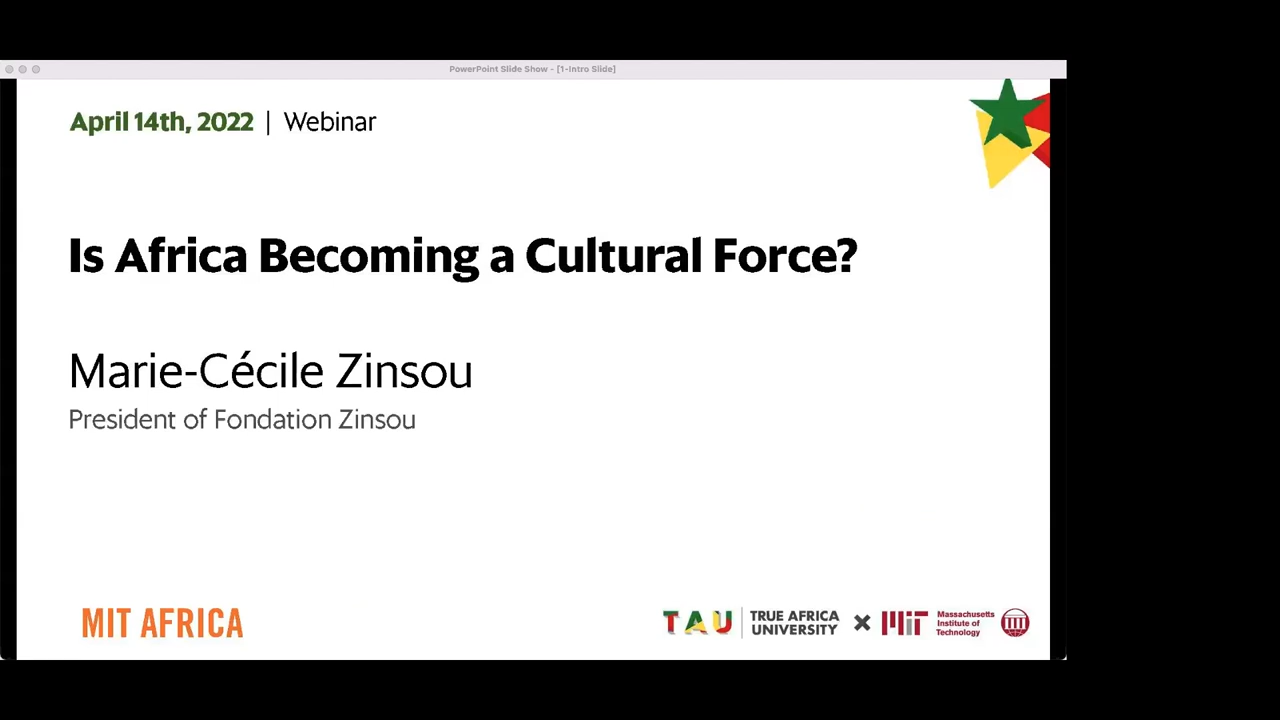 PowerPoint Slide Show - [1-Intro Slide]
April 14th, 2022 | Webinar
Is Africa Becoming a Cultural Force?
Marie-Cécile Zinsou
President of Fondation Zinsou
MIT AFRICA
TAU | TRUE AFRICA
UNIVERSITY
×
MIT
Massachusetts
Institute of
Technology